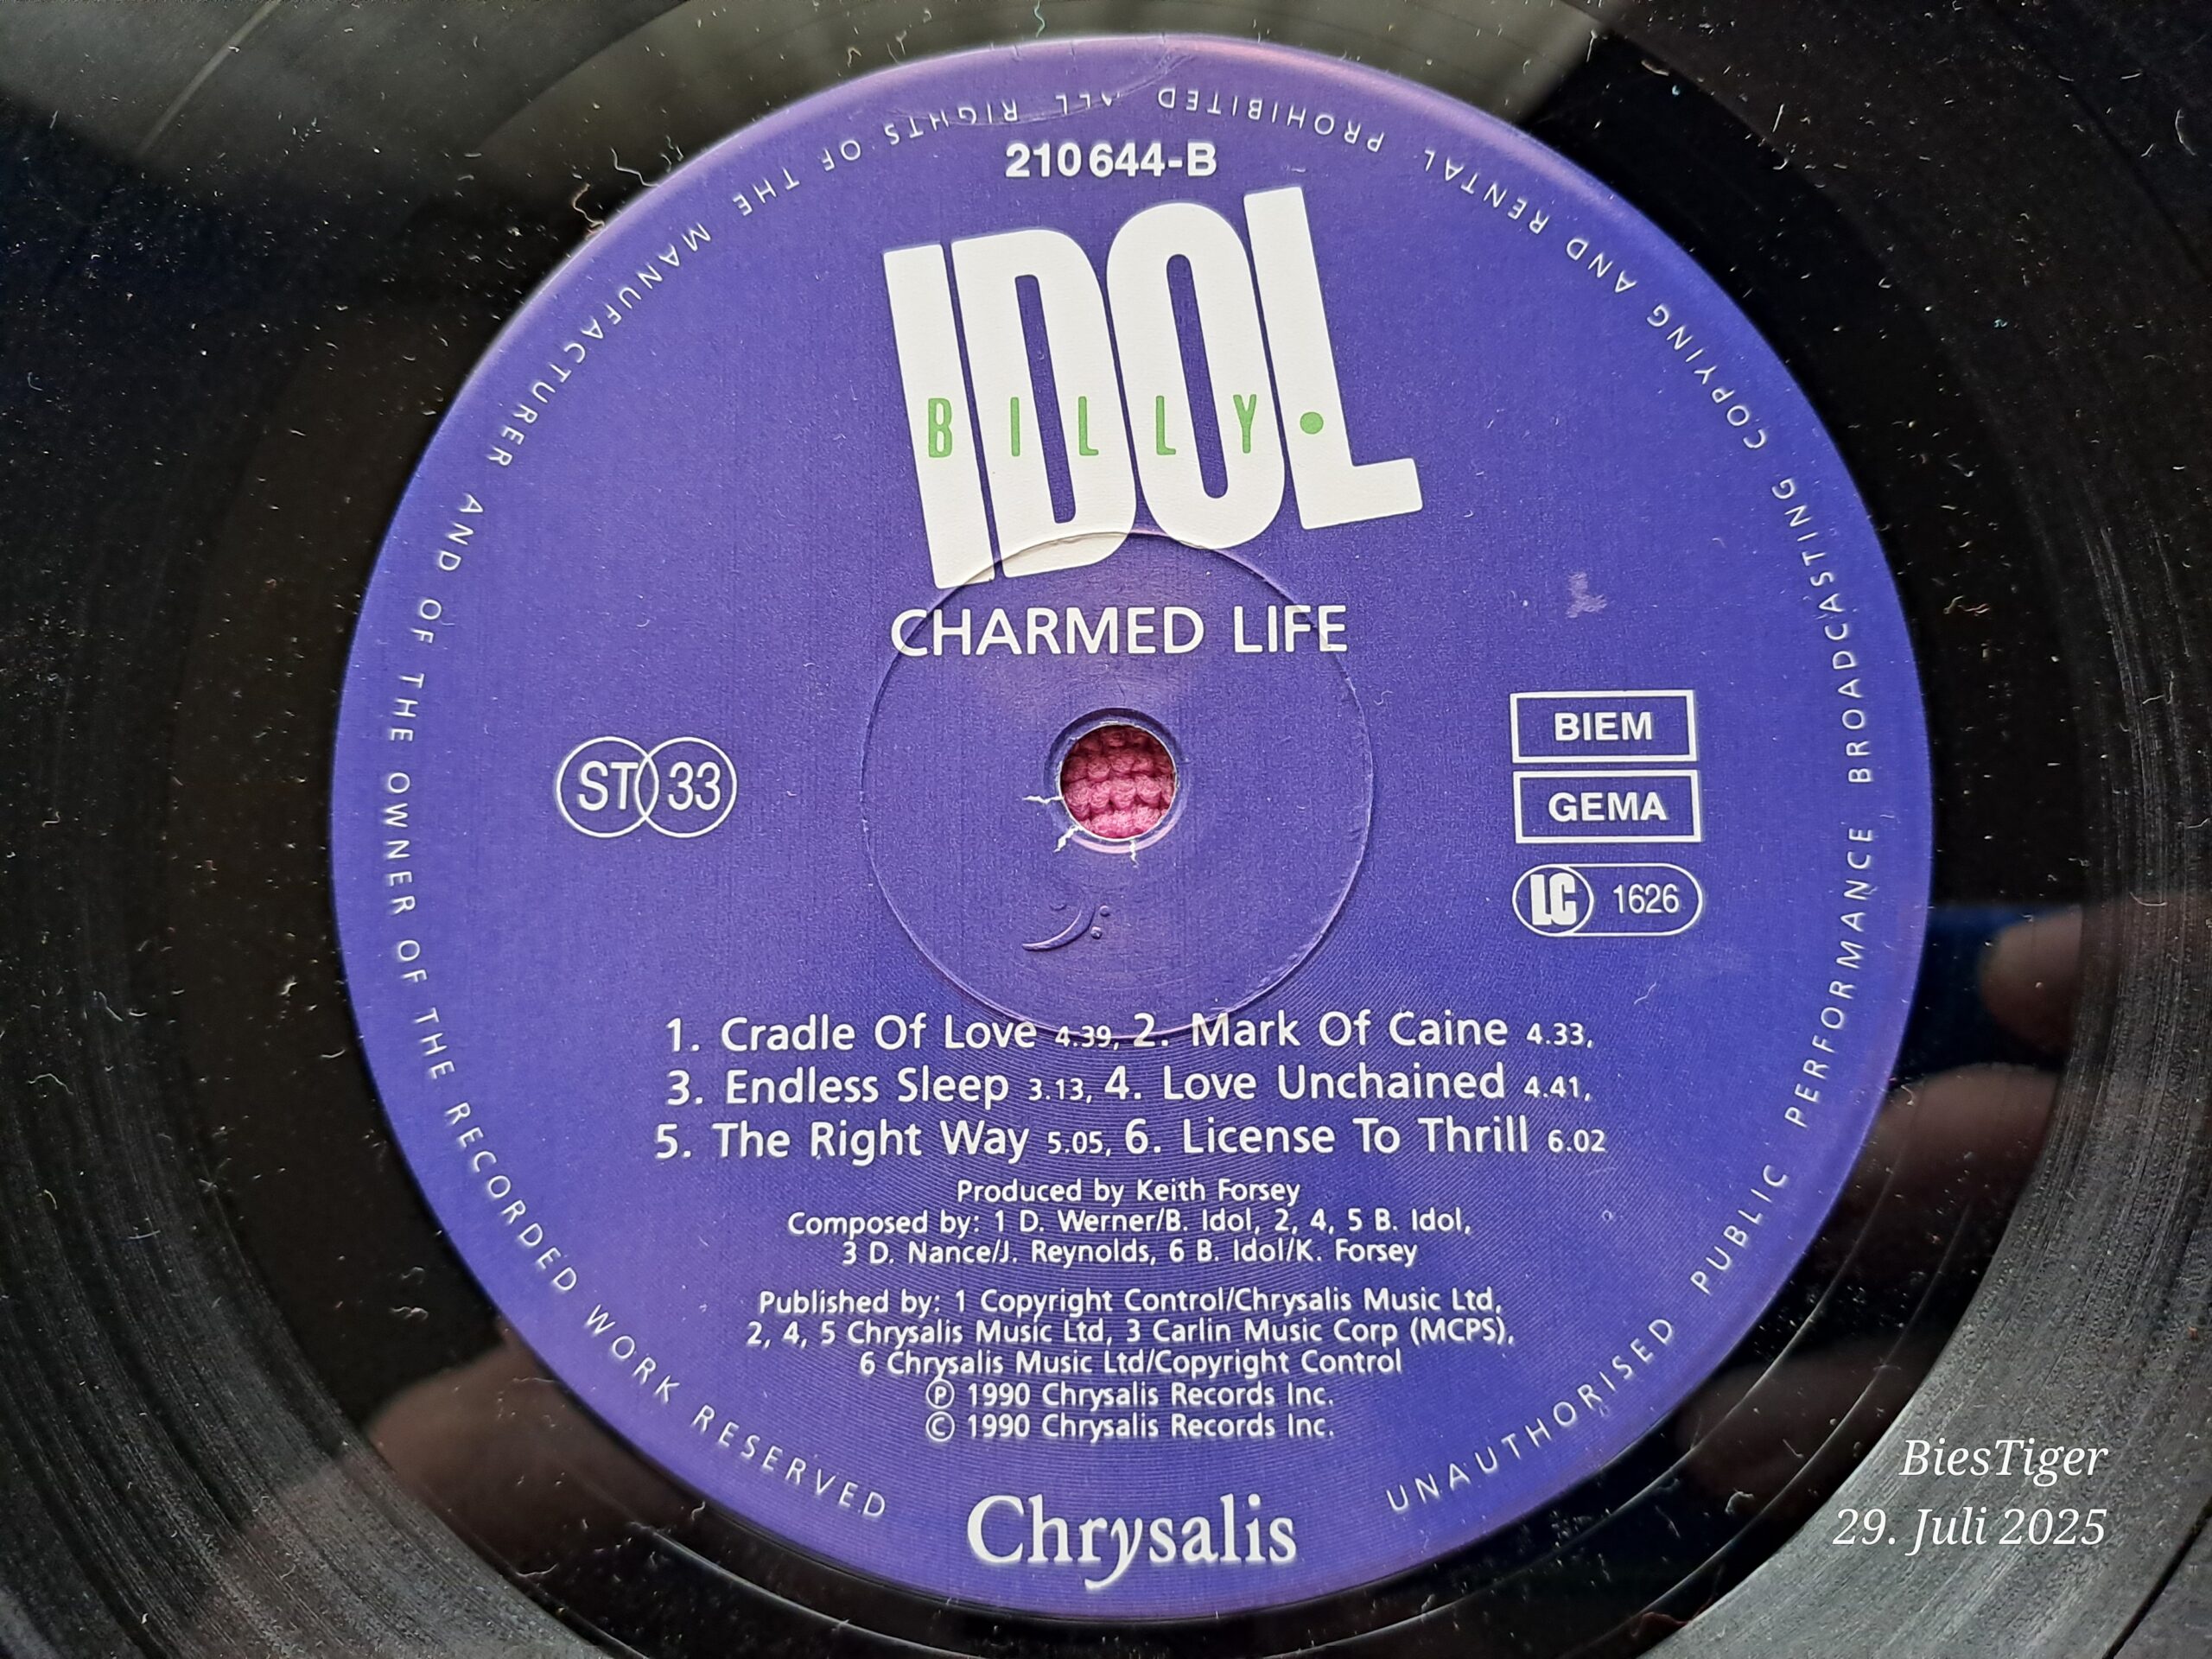 210 644-B
IDOL
BILLY.
CHARMED LIFE
ST 33
BIEM
GEMA
LC 1626
1. Cradle Of Love 4.39, 2. Mark Of Caine 4.33,
3. Endless Sleep 3.13, 4. Love Unchained 4.41,
5. The Right Way 5.05, 6. License To Thrill 6.02
Produced by Keith Forsey
Composed by: 1 D. Werner/B. Idol, 2, 4, 5 B. Idol,
3 D. Nance/J. Reynolds, 6 B. Idol/K. Forsey
Published by: 1 Copyright Control/Chrysalis Music Ltd,
2, 4, 5 Chrysalis Music Ltd, 3 Carlin Music Corp (MCPS),
6 Chrysalis Music Ltd/Copyright Control
Ⓟ 1990 Chrysalis Records Inc.
© 1990 Chrysalis Records Inc.
Chrysalis
UNAUTHORISED PUBLIC PERFORMANCE BROADCASTING COPYING AND RENTAL PROHIBITED ALL RIGHTS OF THE MANUFACTURER AND OF THE OWNER OF THE RECORDED WORK RESERVED
BiesTiger
29. Juli 2025